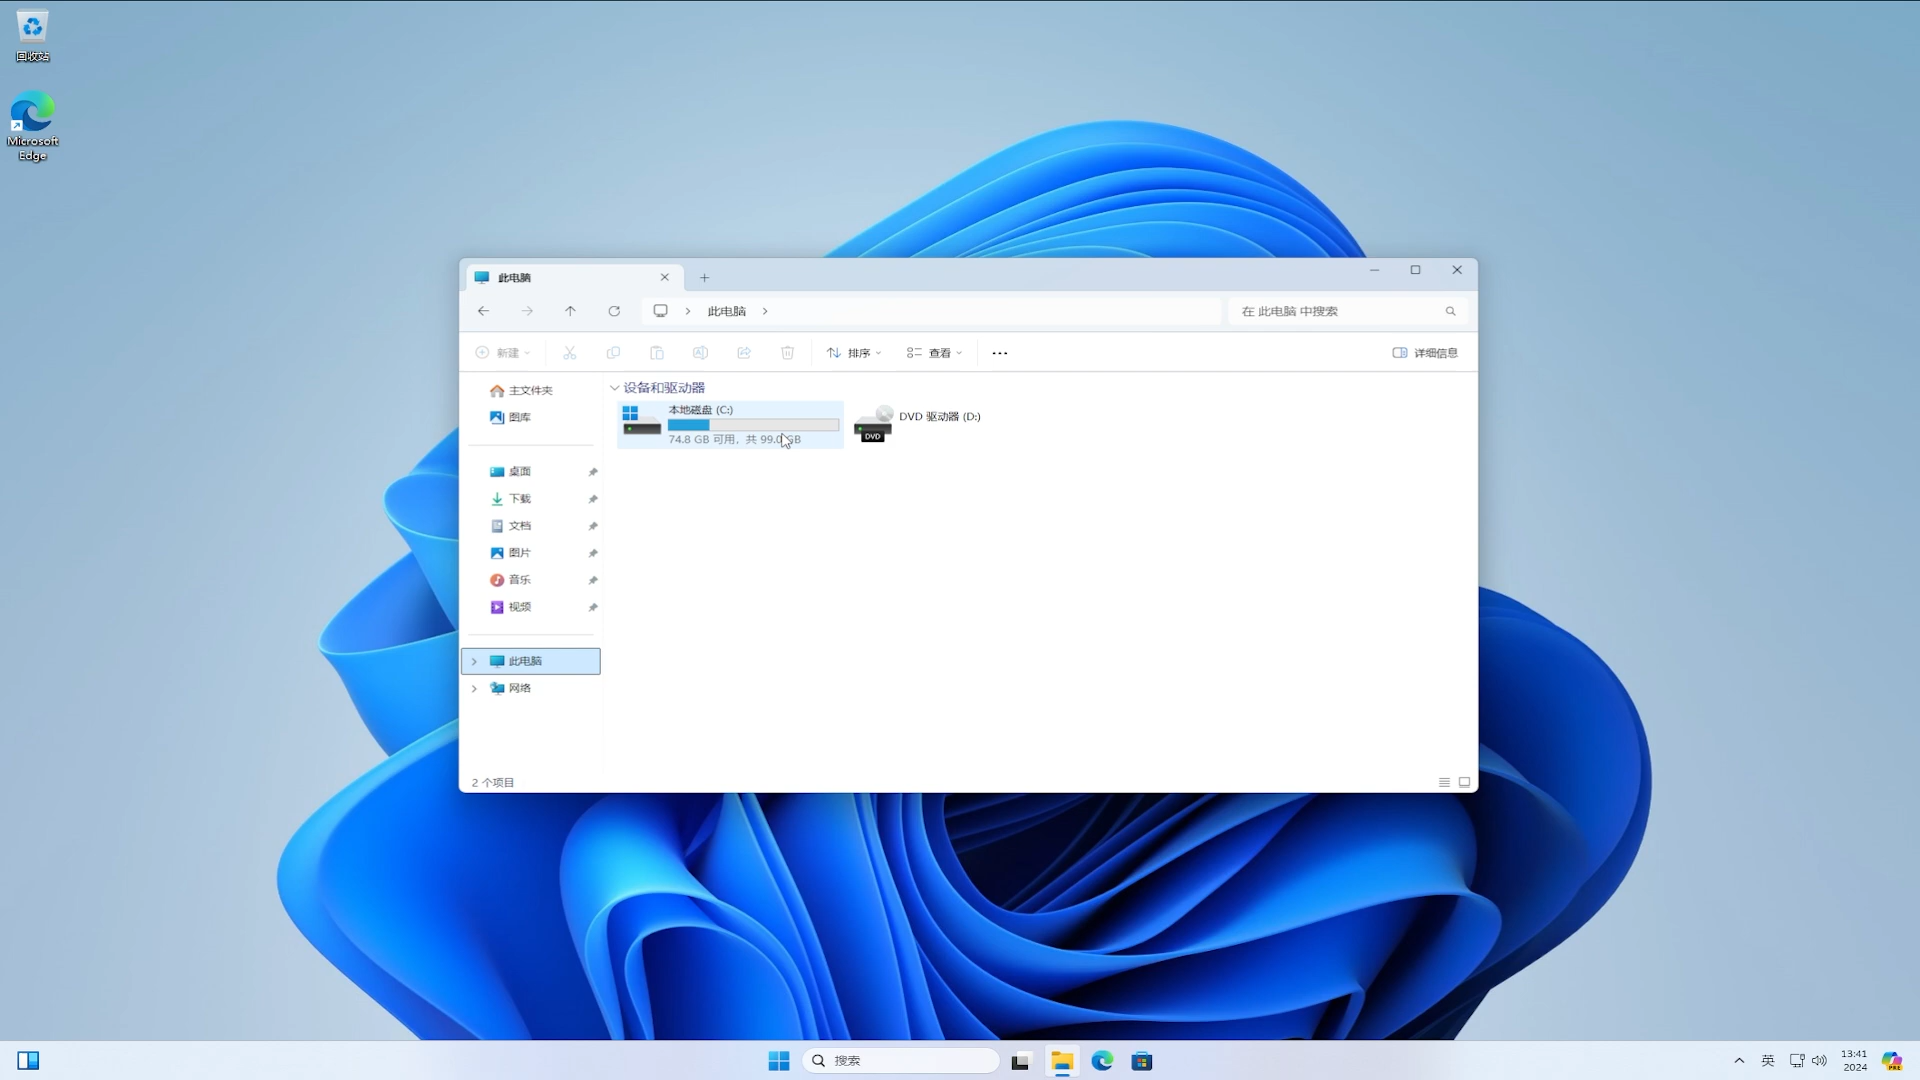 回收站
Microsoft
Edge
此电脑
此电脑
在 此电脑 中搜索
新建
排序
查看
详细信息
主文件夹
图库
桌面
下载
文档
图片
音乐
视频
此电脑
网络
设备和驱动器
本地磁盘 (C:)
74.8 GB 可用，共 99.0 GB
DVD 驱动器 (D:)
DVD
2 个项目
搜索
英
13:41
2024
PRE